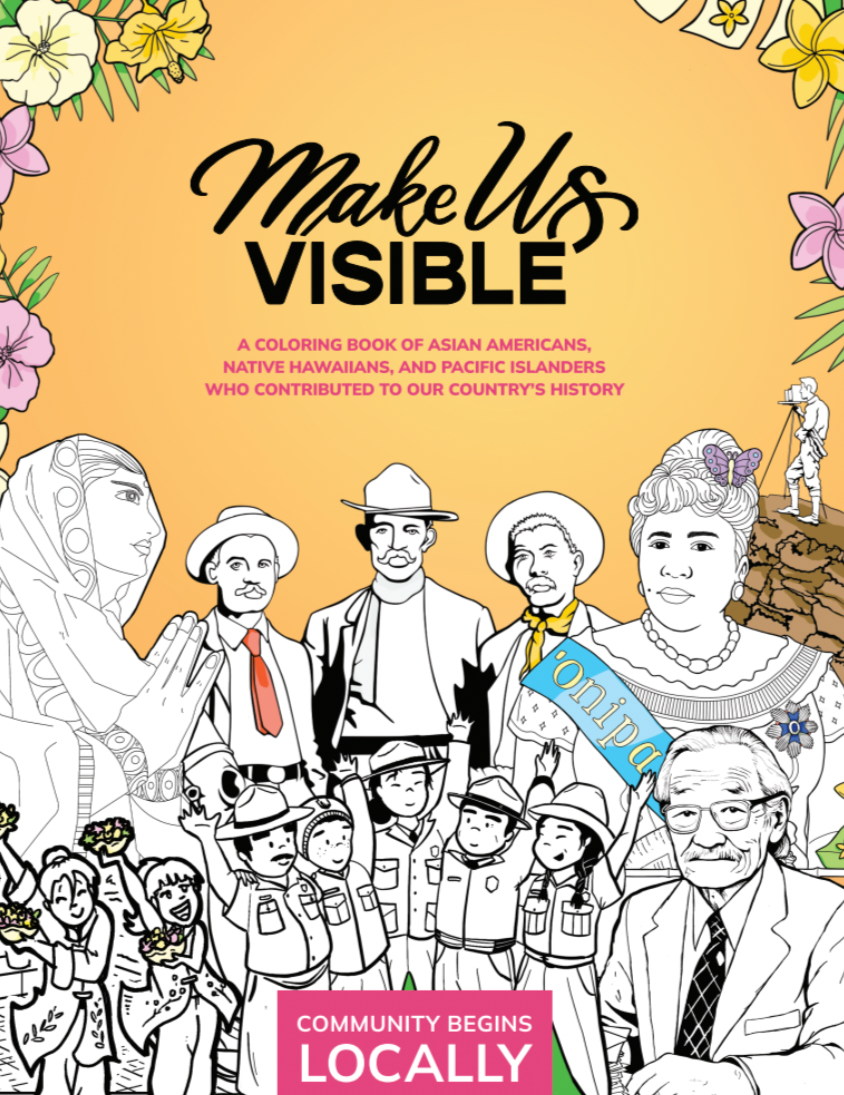 Make Us
VISIBLE
A COLORING BOOK OF ASIAN AMERICANS,
NATIVE HAWAIIANS, AND PACIFIC ISLANDERS
WHO CONTRIBUTED TO OUR COUNTRY'S HISTORY
'onipa
COMMUNITY BEGINS
LOCALLY